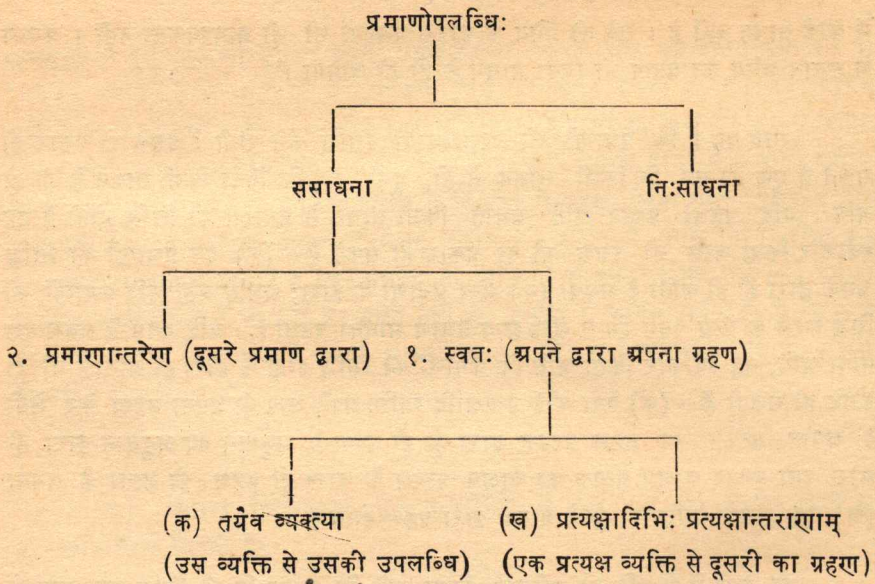 प्रमाणोपलब्धिः
ससाधना निःसाधना
२. प्रमाणान्तरेण (दूसरे प्रमाण द्वारा) १. स्वतः (अपने द्वारा अपना ग्रहण)
(क) तयैव व्यक्त्या (ख) प्रत्यक्षादिभिः प्रत्यक्षान्तराणाम्
(उस व्यक्ति से उसकी उपलब्धि) (एक प्रत्यक्ष व्यक्ति से दूसरी का ग्रहण)